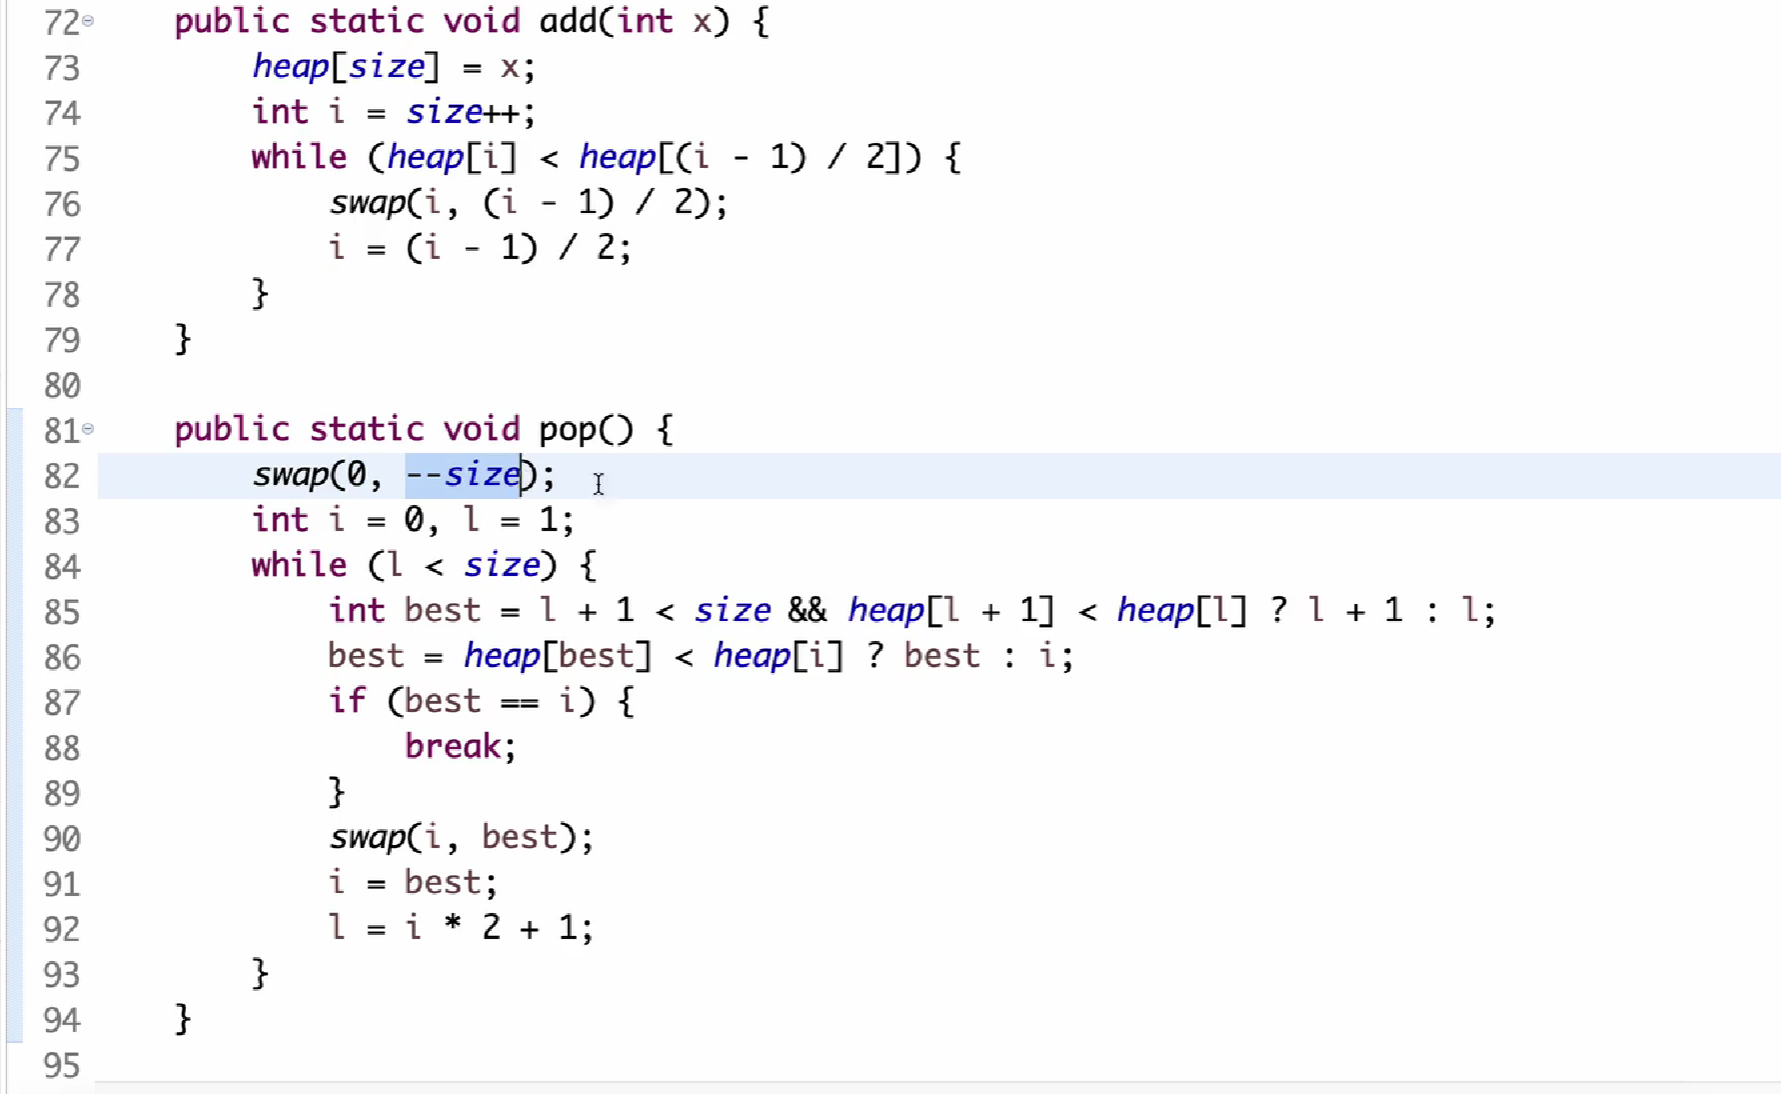 72 public static void add(int x) {
73 heap[size] = x;
74 int i = size++;
75 while (heap[i] < heap[(i - 1) / 2]) {
76 swap(i, (i - 1) / 2);
77 i = (i - 1) / 2;
78 }
79 }
80
81 public static void pop() {
82 swap(0, --size);
83 int i = 0, l = 1;
84 while (l < size) {
85 int best = l + 1 < size && heap[l + 1] < heap[l] ? l + 1 : l;
86 best = heap[best] < heap[i] ? best : i;
87 if (best == i) {
88 break;
89 }
90 swap(i, best);
91 i = best;
92 l = i * 2 + 1;
93 }
94 }
95